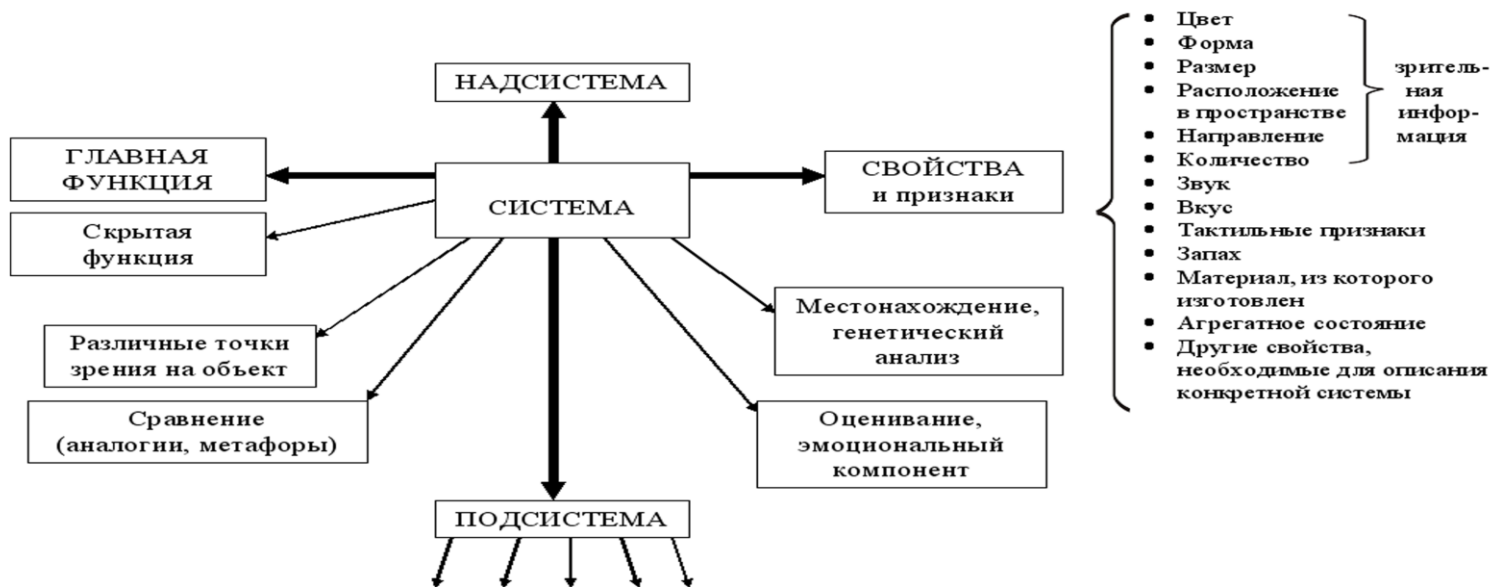 НАДСИСТЕМА
ГЛАВНАЯ
ФУНКЦИЯ
Скрытая
функция
СИСТЕМА
СВОЙСТВА
и признаки
Различные точки
зрения на объект
Сравнение
(аналогии, метафоры)
Местонахождение,
генетический
анализ
Оценивание,
эмоциональный
компонент
ПОДСИСТЕМА
• Цвет
• Форма
• Размер
• Расположение
в пространстве
• Направление
• Количество
• Звук
• Вкус
• Тактильные признаки
• Запах
• Материал, из которого
изготовлен
• Агрегатное состояние
• Другие свойства,
необходимые для описания
конкретной системы
зритель-
ная
инфор-
мация